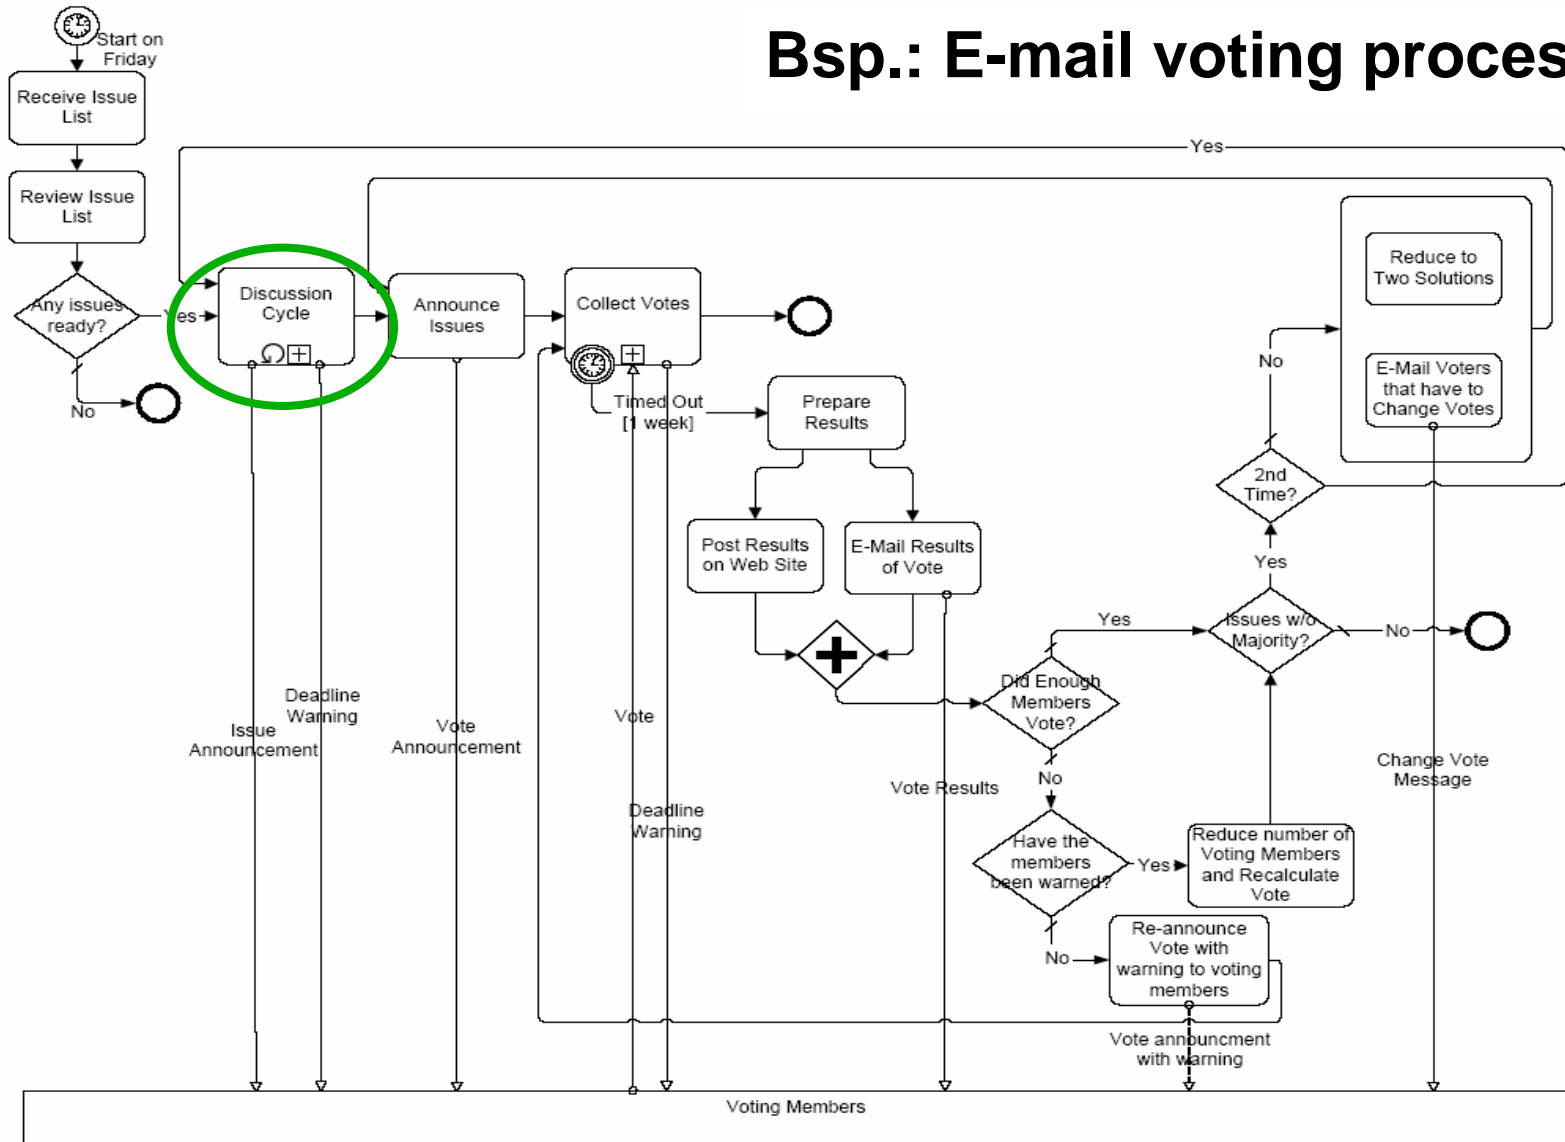 Bsp.: E-mail voting proces
Start on
Friday
Receive Issue
List
Review Issue
List
Any issues
ready?
Yes
No
Discussion
Cycle
Announce
Issues
Collect Votes
Timed Out
[1 week]
Prepare
Results
Post Results
on Web Site
E-Mail Results
of Vote
Yes
Reduce to
Two Solutions
E-Mail Voters
that have to
Change Votes
No
2nd
Time?
Yes
Issues w/o
Majority?
No
Yes
Did Enough
Members
Vote?
No
Have the
members
been warned?
Yes
Reduce number of
Voting Members
and Recalculate
Vote
No
Re-announce
Vote with
warning to voting
members
Issue
Announcement
Deadline
Warning
Vote
Announcement
Vote
Deadline
Warning
Vote Results
Change Vote
Message
Vote announcment
with warning
Voting Members